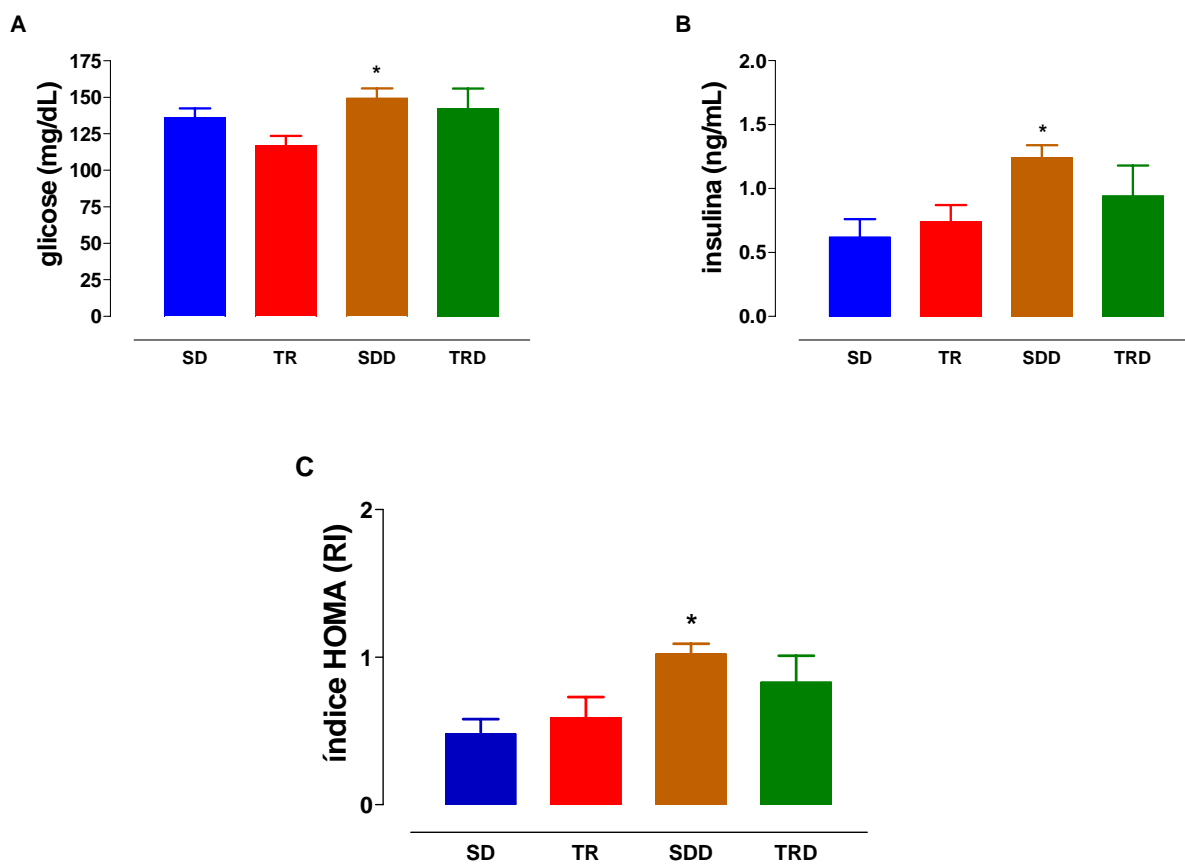 A
glicose (mg/dL)
175
150
125
100
75
50
25
0
*
SD TR SDD TRD
B
insulina (ng/mL)
2.0
1.5
1.0
0.5
0.0
*
SD TR SDD TRD
C
índice HOMA (RI)
2
1
0
*
SD TR SDD TRD